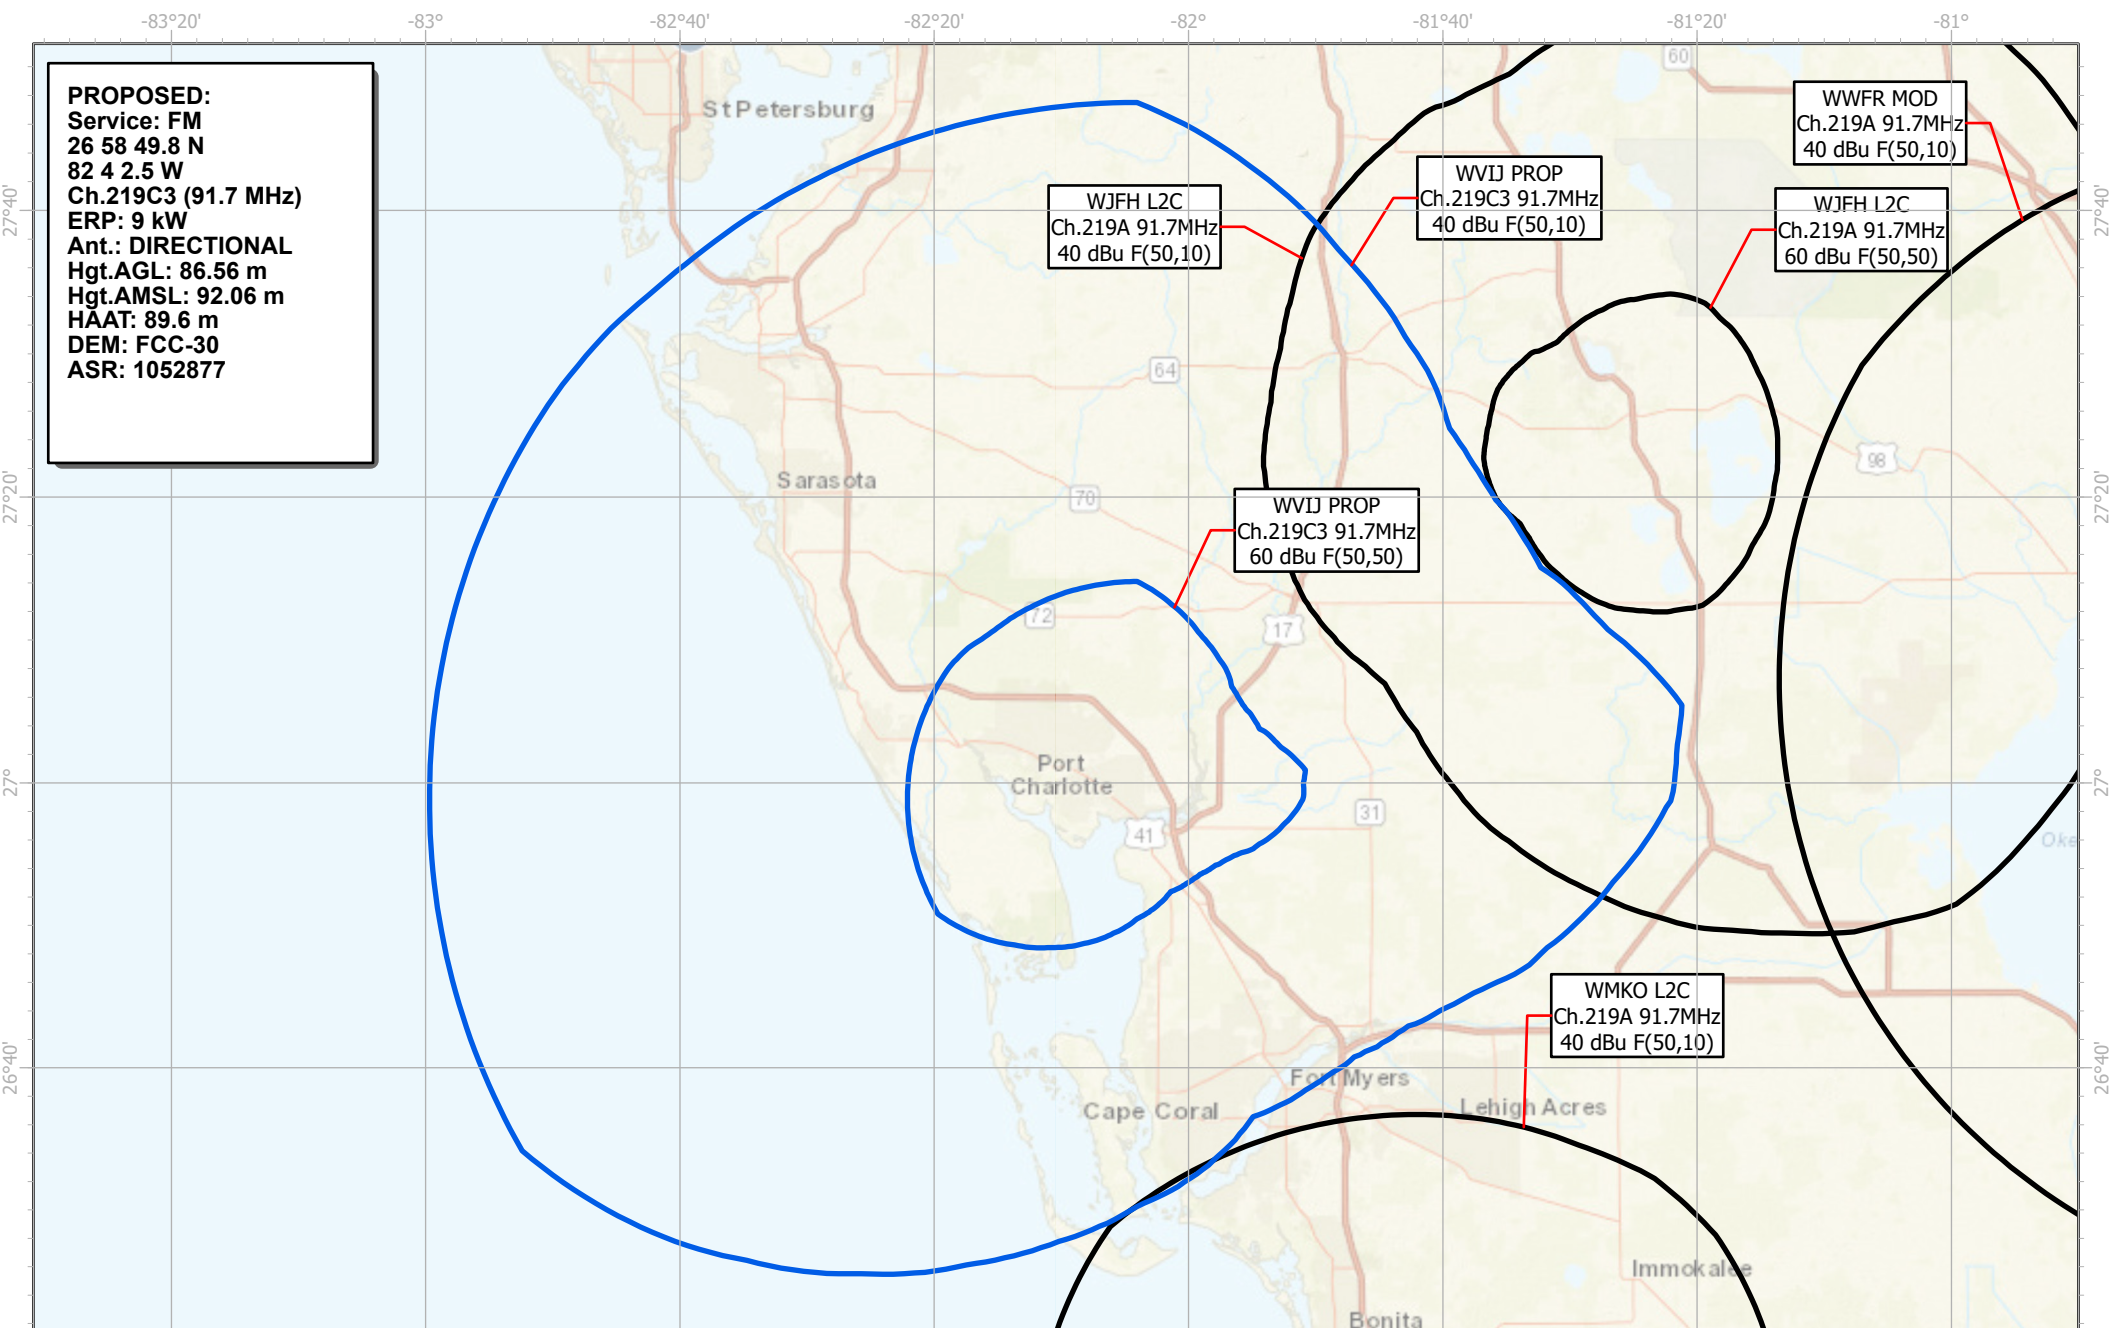 -83°20'
-83°
-82°40'
-82°20'
-82°
-81°40'
-81°20'
-81°
PROPOSED:
Service: FM
26 58 49.8 N
82 4 2.5 W
Ch.219C3 (91.7 MHz)
ERP: 9 kW
Ant.: DIRECTIONAL
Hgt.AGL: 86.56 m
Hgt.AMSL: 92.06 m
HAAT: 89.6 m
DEM: FCC-30
ASR: 1052877
St Petersburg
60
WWFR MOD
Ch.219A 91.7MHz
40 dBu F(50,10)
WVIJ PROP
Ch.219C3 91.7MHz
40 dBu F(50,10)
WJFH L2C
Ch.219A 91.7MHz
40 dBu F(50,10)
WJFH L2C
Ch.219A 91.7MHz
60 dBu F(50,50)
27°40'
27°40'
64
98
Sarasota
70
27°20'
27°20'
WVIJ PROP
Ch.219C3 91.7MHz
60 dBu F(50,50)
72
17
Port
Charlotte
27°
27°
31
41
Oke
WMKO L2C
Ch.219A 91.7MHz
40 dBu F(50,10)
26°40'
26°40'
Fort Myers
Cape Coral
Lehigh Acres
Immokalee
Bonita